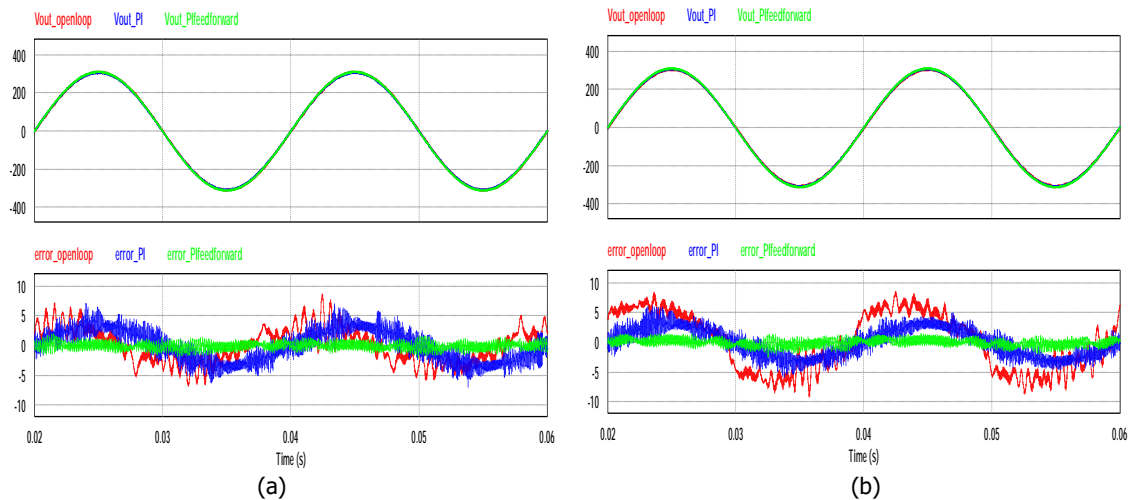 Vout_openloop Vout_PI Vout_PIfeedforward
400
200
0
-200
-400
error_openloop error_PI error_PIfeedforward
10
5
0
-5
-10
0.02 0.03 0.04 0.05 0.06
Time (s)
(a)
Vout_openloop Vout_PI Vout_PIfeedforward
400
200
0
-200
-400
error_openloop error_PI error_PIfeedforward
10
5
0
-5
-10
0.02 0.03 0.04 0.05 0.06
Time (s)
(b)